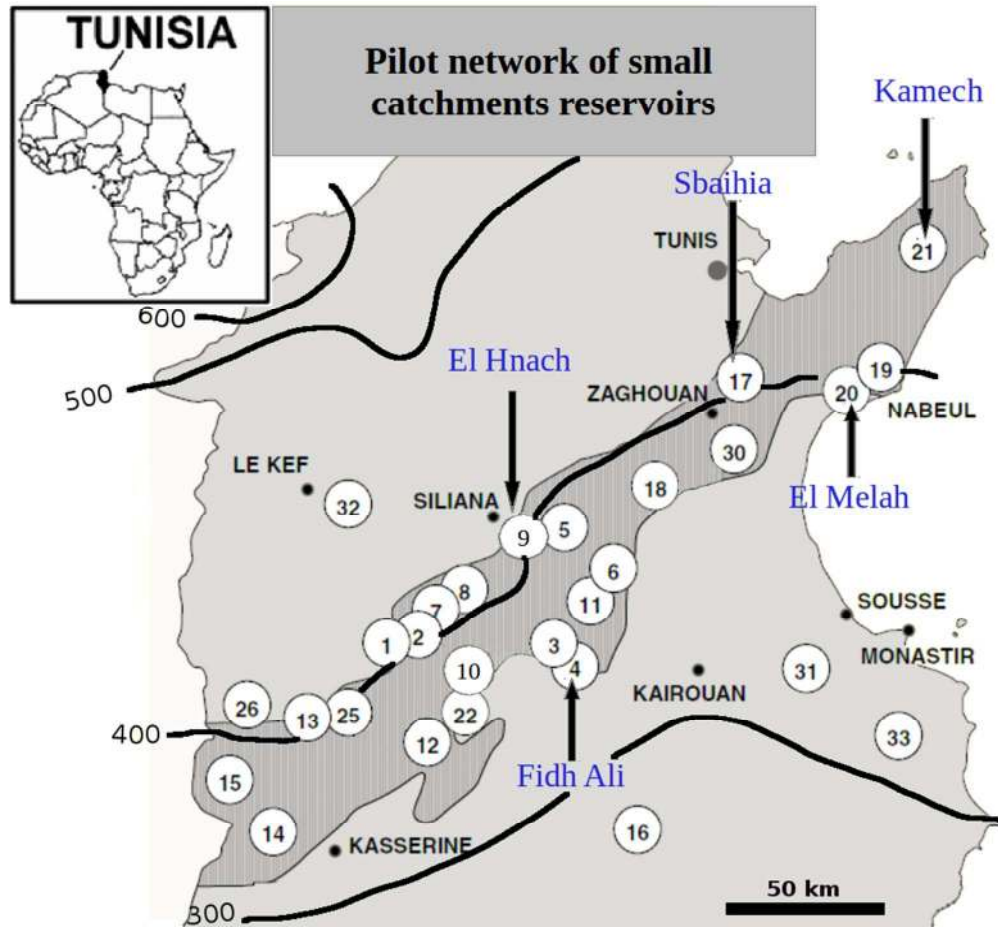 TUNISIA
Pilot network of small
catchments reservoirs
Kamech
Sbaihia
TUNIS
21
600
El Hnach
500
17
19
ZAGHOUAN
20
NABEUL
30
LE KEF
32
18
El Melah
SILIANA
9
5
6
8
7
11
SOUSSE
2
1
3
MONASTIR
10
4
31
KAIROUAN
26
13
25
22
400
12
33
15
Fidh Ali
14
16
KASSERINE
50 km
300